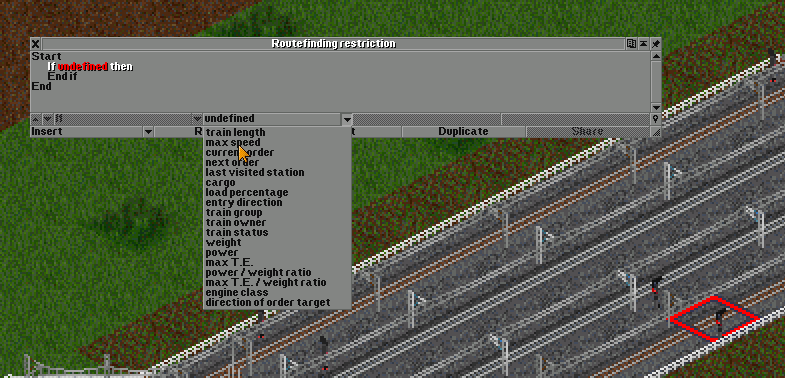 Routefinding restriction
Start
If undefined then
End if
End
if
undefined
Insert
R
t
Duplicate
Share
train length
max speed
current order
next order
last visited station
cargo
load percentage
entry direction
train group
train owner
train status
weight
power
max T.E.
power / weight ratio
max T.E. / weight ratio
engine class
direction of order target